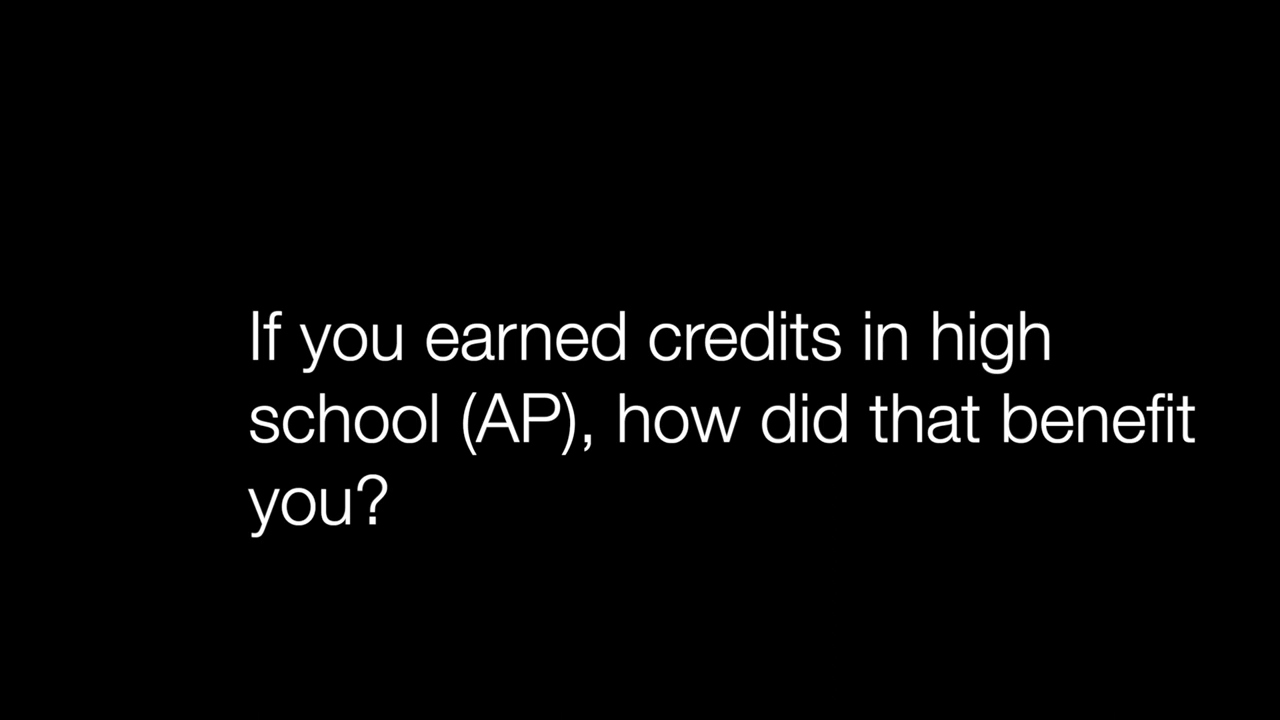 If you earned credits in high
school (AP), how did that benefit
you?